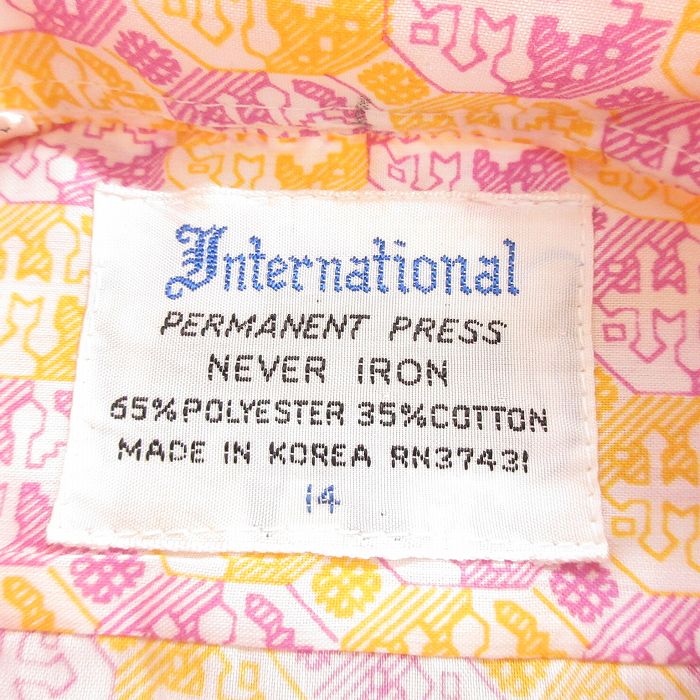 International
PERMANENT PRESS
NEVER IRON
65% POLYESTER 35% COTTON
MADE IN KOREA RN37431
14